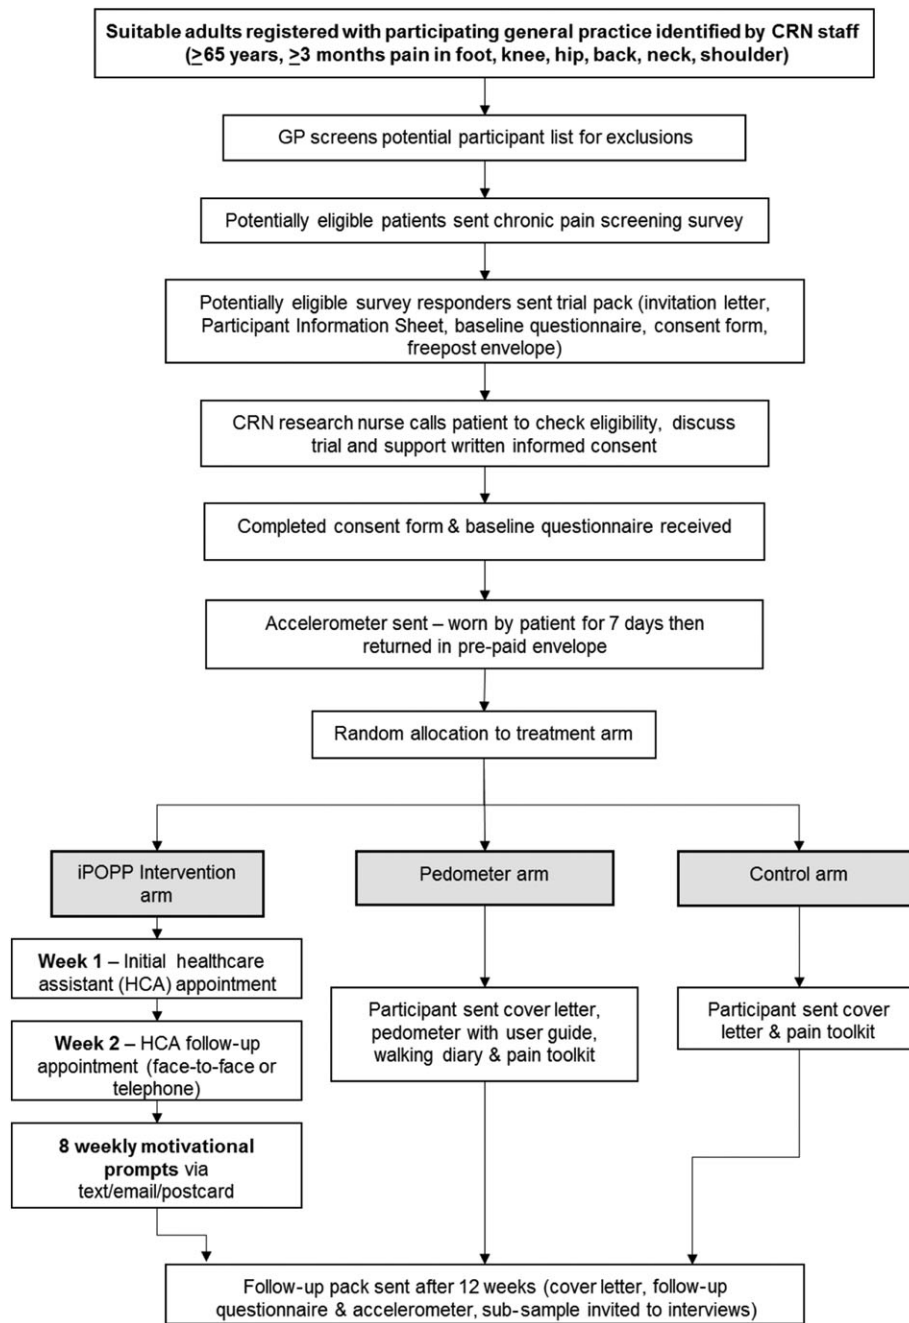 Suitable adults registered with participating general practice identified by CRN staff
(≥65 years, ≥3 months pain in foot, knee, hip, back, neck, shoulder)
GP screens potential participant list for exclusions
Potentially eligible patients sent chronic pain screening survey
Potentially eligible survey responders sent trial pack (invitation letter,
Participant Information Sheet, baseline questionnaire, consent form,
freepost envelope)
CRN research nurse calls patient to check eligibility, discuss
trial and support written informed consent
Completed consent form & baseline questionnaire received
Accelerometer sent – worn by patient for 7 days then
returned in pre-paid envelope
Random allocation to treatment arm
iPOPP Intervention
arm
Week 1 – Initial healthcare
assistant (HCA) appointment
Week 2 – HCA follow-up
appointment (face-to-face or
telephone)
8 weekly motivational
prompts via
text/email/postcard
Pedometer arm
Participant sent cover letter,
pedometer with user guide,
walking diary & pain toolkit
Control arm
Participant sent cover
letter & pain toolkit
Follow-up pack sent after 12 weeks (cover letter, follow-up
questionnaire & accelerometer, sub-sample invited to interviews)